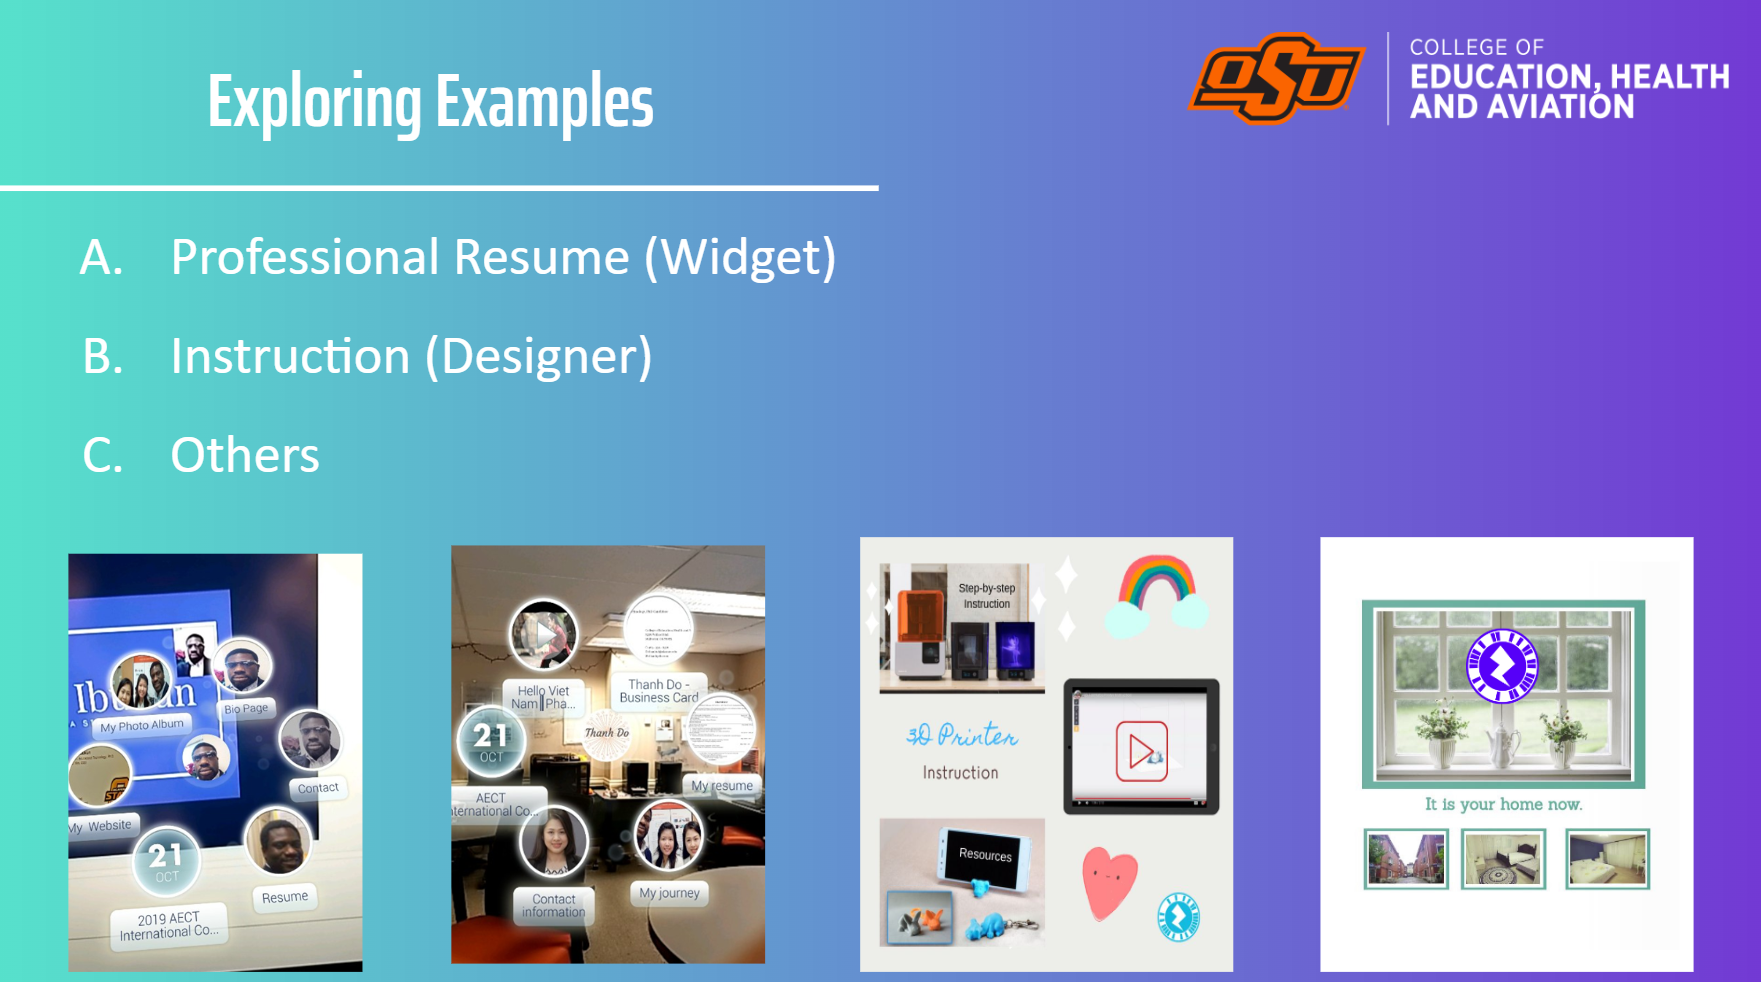 Exploring Examples
OSU
COLLEGE OF
EDUCATION, HEALTH
AND AVIATION
A. Professional Resume (Widget)
B. Instruction (Designer)
C. Others
My Photo Album
Bio Page
Contact
My Website
21
OCT
Resume
2019 AECT
International Co...
Hello Viet
Nam||Pha...
Thanh Do -
Business Card
21
OCT
Thanh Do
My resume
AECT
International Co...
Contact
information
My journey
Step-by-step
Instruction
3D Printer
Instruction
Resources
It is your home now.